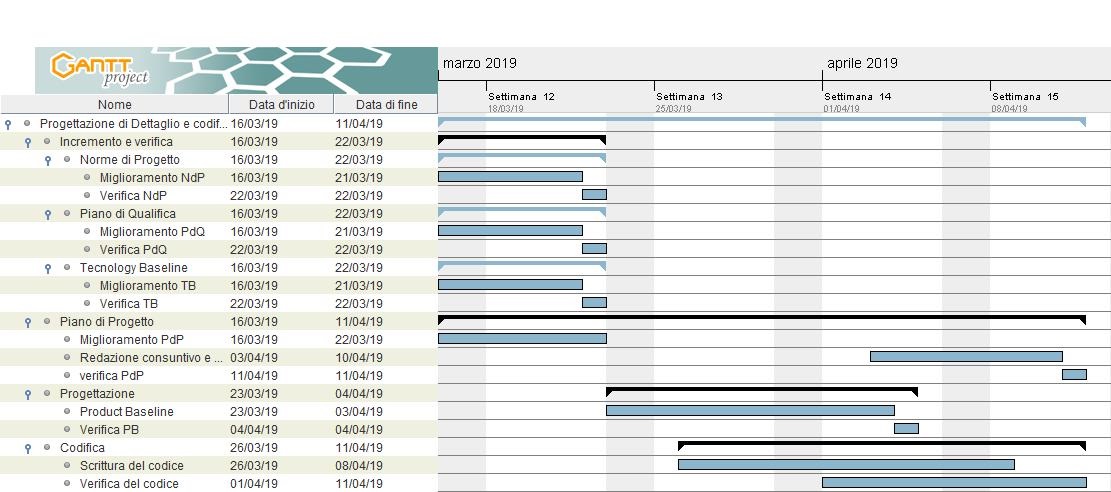 GANTT project
marzo 2019 aprile 2019
Settimana 12 Settimana 13 Settimana 14 Settimana 15
Nome Data d'inizio Data di fine 18/03/19 25/03/19 01/04/19 08/04/19
Progettazione di Dettaglio e codif... 16/03/19 11/04/19
Incremento e verifica 16/03/19 22/03/19
Norme di Progetto 16/03/19 22/03/19
Miglioramento NdP 16/03/19 21/03/19
Verifica NdP 22/03/19 22/03/19
Piano di Qualifica 16/03/19 22/03/19
Miglioramento PdQ 16/03/19 21/03/19
Verifica PdQ 22/03/19 22/03/19
Tecnology Baseline 16/03/19 22/03/19
Miglioramento TB 16/03/19 21/03/19
Verifica TB 22/03/19 22/03/19
Piano di Progetto 16/03/19 11/04/19
Miglioramento PdP 16/03/19 22/03/19
Redazione consuntivo e ... 03/04/19 10/04/19
verifica PdP 11/04/19 11/04/19
Progettazione 23/03/19 04/04/19
Product Baseline 23/03/19 03/04/19
Verifica PB 04/04/19 04/04/19
Codifica 26/03/19 11/04/19
Scrittura del codice 26/03/19 08/04/19
Verifica del codice 01/04/19 11/04/19